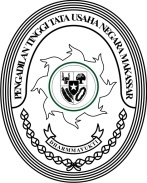 PENGADILAN TINGGI TATA USAHA NEGARA MAKASSAR
DHARMMAYUKTI